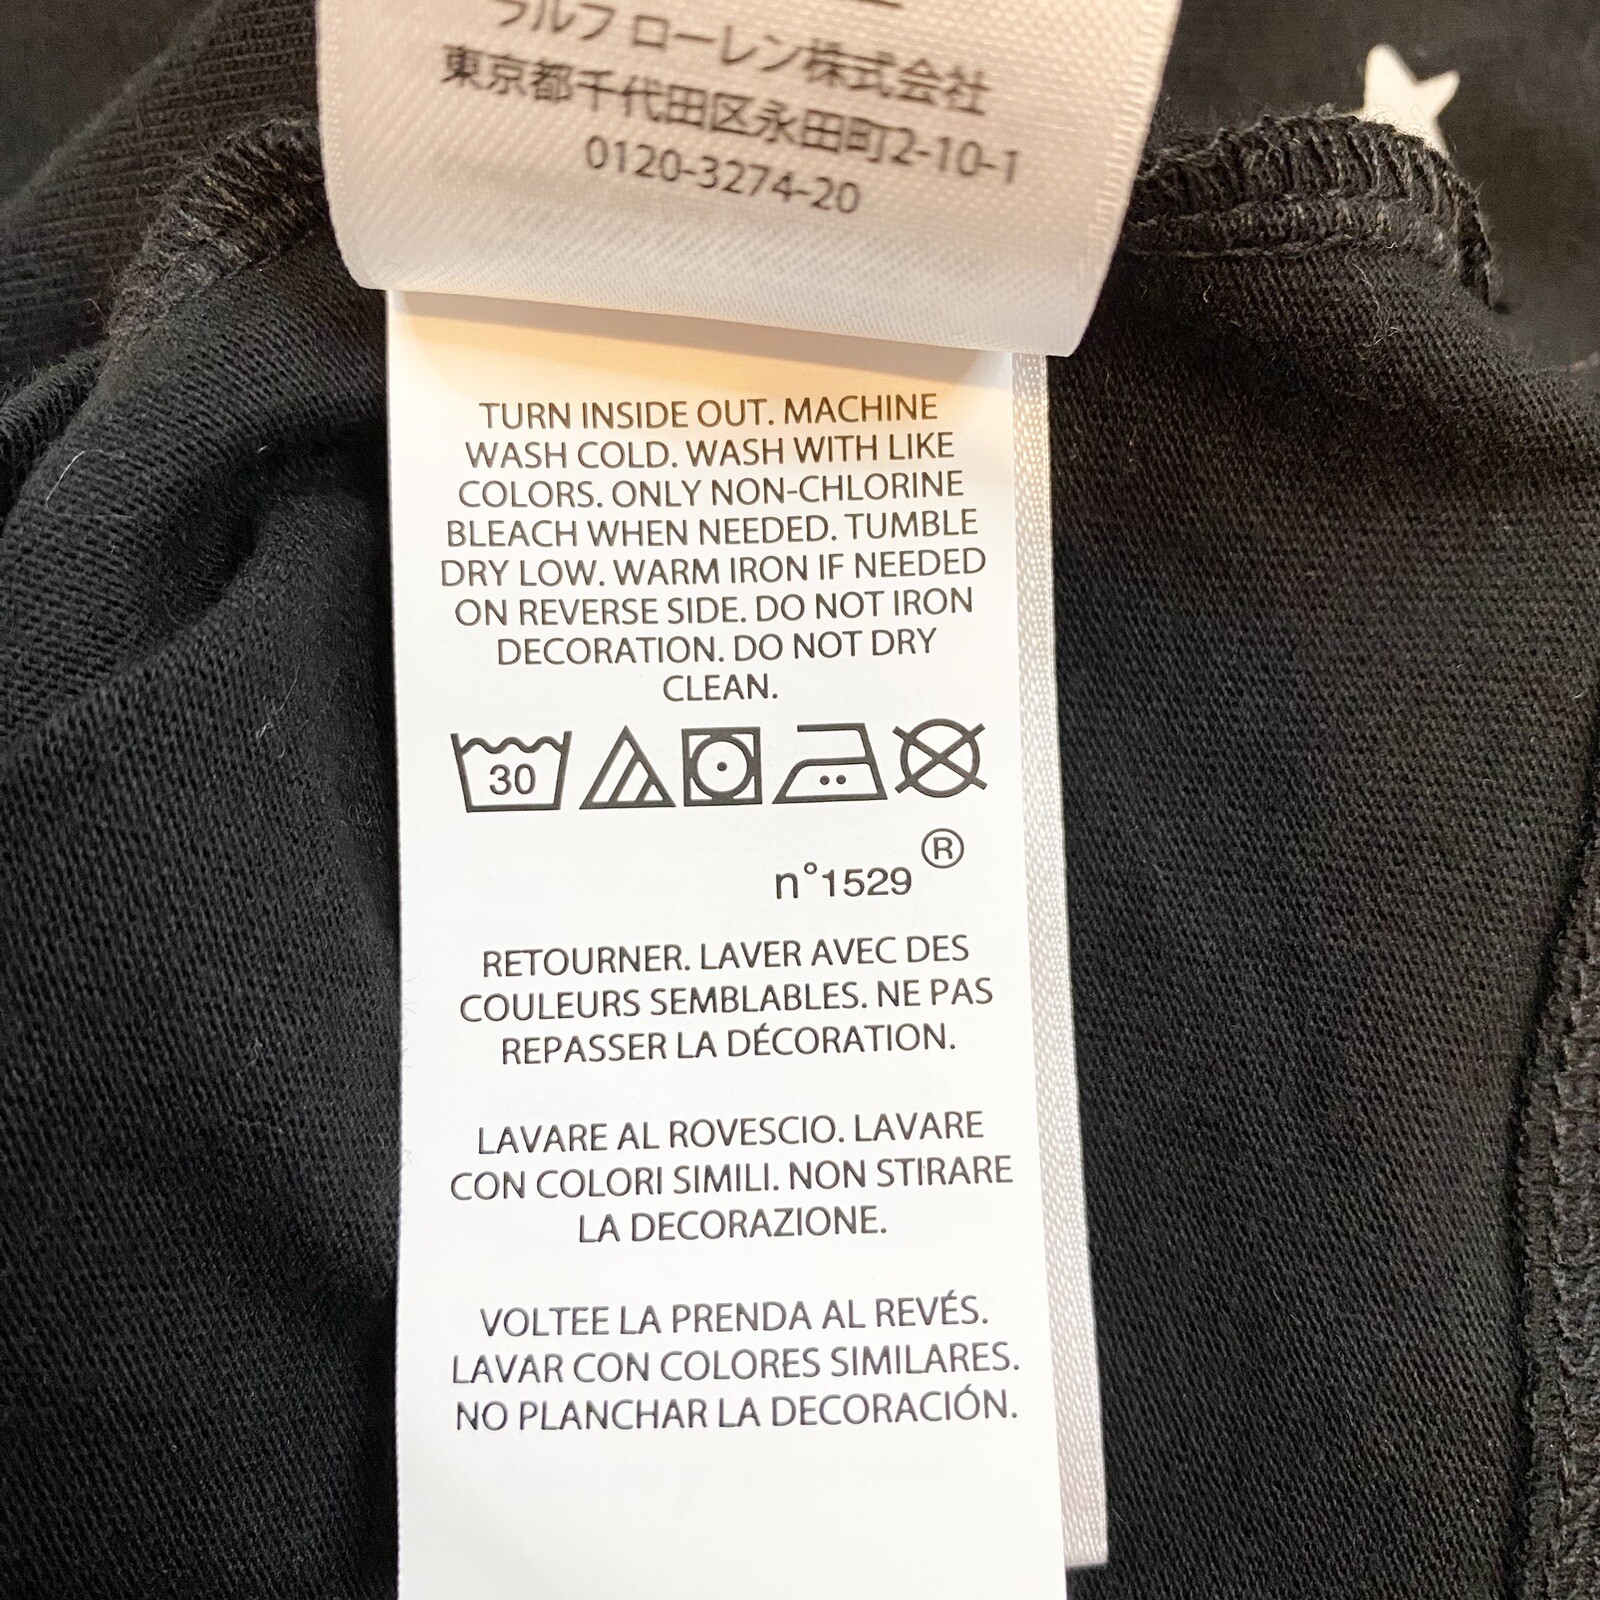 ラルフ ローレン株式会社
東京都千代田区永田町2-10-1
0120-3274-20
TURN INSIDE OUT. MACHINE
WASH COLD. WASH WITH LIKE
COLORS. ONLY NON-CHLORINE
BLEACH WHEN NEEDED. TUMBLE
DRY LOW. WARM IRON IF NEEDED
ON REVERSE SIDE. DO NOT IRON
DECORATION. DO NOT DRY
CLEAN.
30
n°1529 ®
RETOURNER. LAVER AVEC DES
COULEURS SEMBLABLES. NE PAS
REPASSER LA DÉCORATION.
LAVARE AL ROVESCIO. LAVARE
CON COLORI SIMILI. NON STIRARE
LA DECORAZIONE.
VOLTEE LA PRENDA AL REVÉS.
LAVAR CON COLORES SIMILARES.
NO PLANCHAR LA DECORACIÓN.